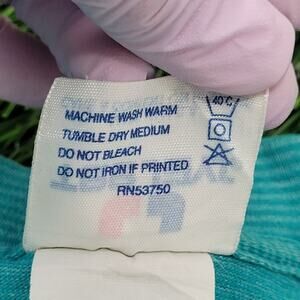 40 C
MACHINE WASH WARM
TUMBLE DRY MEDIUM
DO NOT BLEACH
DO NOT IRON IF PRINTED
RN53750